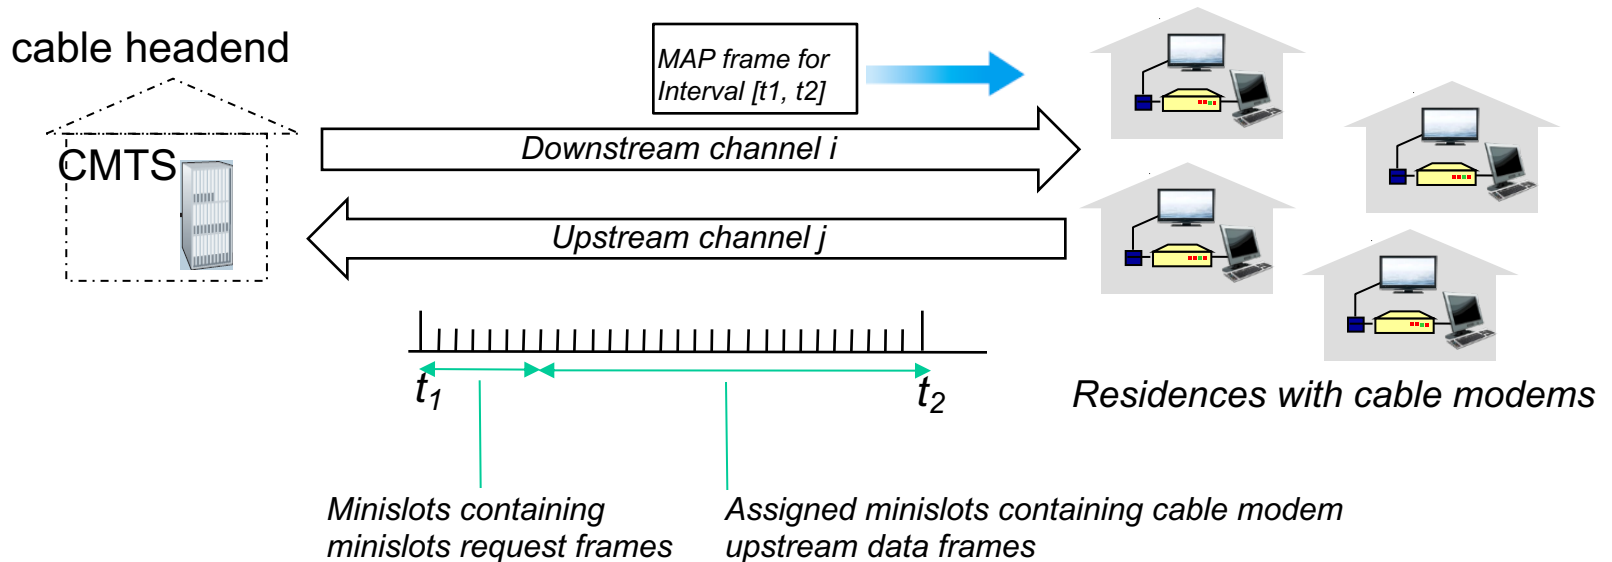 cable headend
CMTS
MAP frame for
Interval [t1, t2]
Downstream channel i
Upstream channel j
t1
t2
Residences with cable modems
Minislots containing
minislots request frames
Assigned minislots containing cable modem
upstream data frames